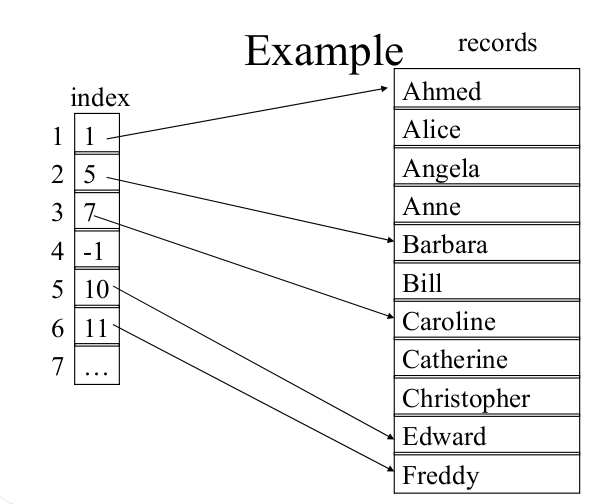 Example
records
index
1 1
2 5
3 7
4 -1
5 10
6 11
7 ...
Ahmed
Alice
Angela
Anne
Barbara
Bill
Caroline
Catherine
Christopher
Edward
Freddy